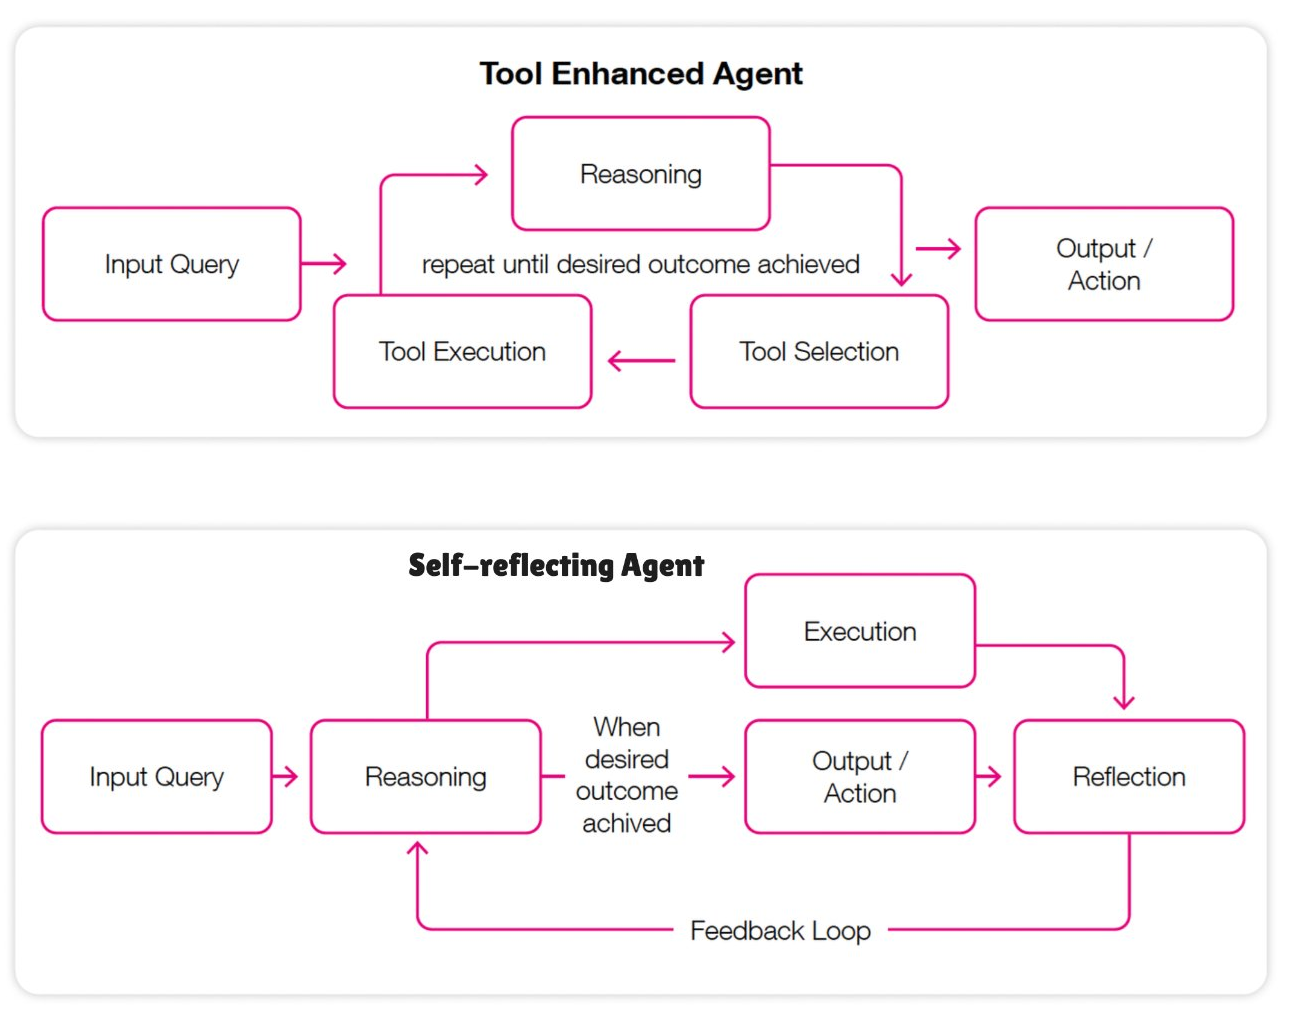 Tool Enhanced Agent
Reasoning
Input Query
repeat until desired outcome achieved
Output /
Action
Tool Execution
Tool Selection
Self-reflecting Agent
Execution
Input Query
Reasoning
When
desired
outcome
achived
Output /
Action
Reflection
Feedback Loop